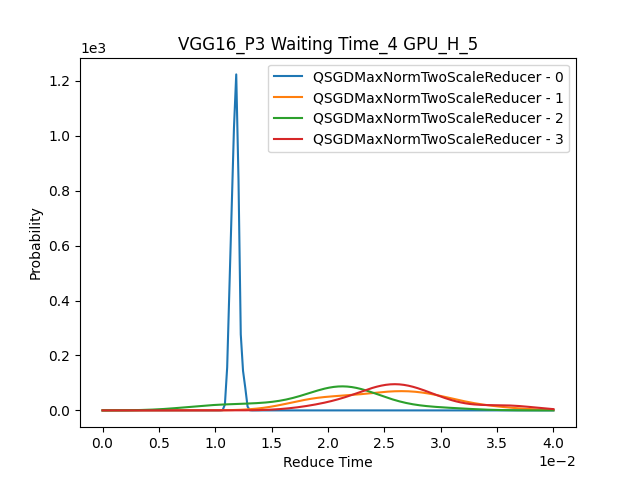 VGG16_P3 Waiting Time_4 GPU_H_5
1e3
QSGDMaxNormTwoScaleReducer - 0
QSGDMaxNormTwoScaleReducer - 1
QSGDMaxNormTwoScaleReducer - 2
QSGDMaxNormTwoScaleReducer - 3
1.2
1.0
0.8
0.6
0.4
0.2
0.0
Probability
0.0 0.5 1.0 1.5 2.0 2.5 3.0 3.5 4.0
Reduce Time
1e−2